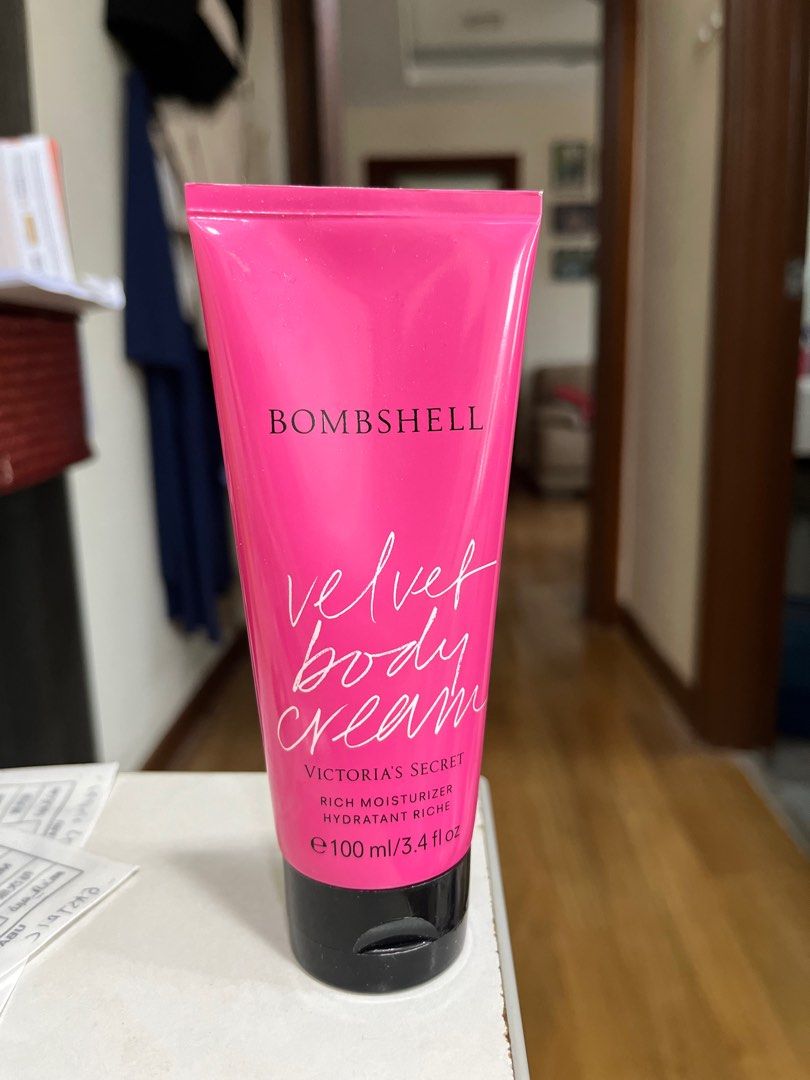 BOMBSHELL
velvet
body
cream
VICTORIA'S SECRET
RICH MOISTURIZER
HYDRATANT RICHE
℮100 ml/3.4 fl oz